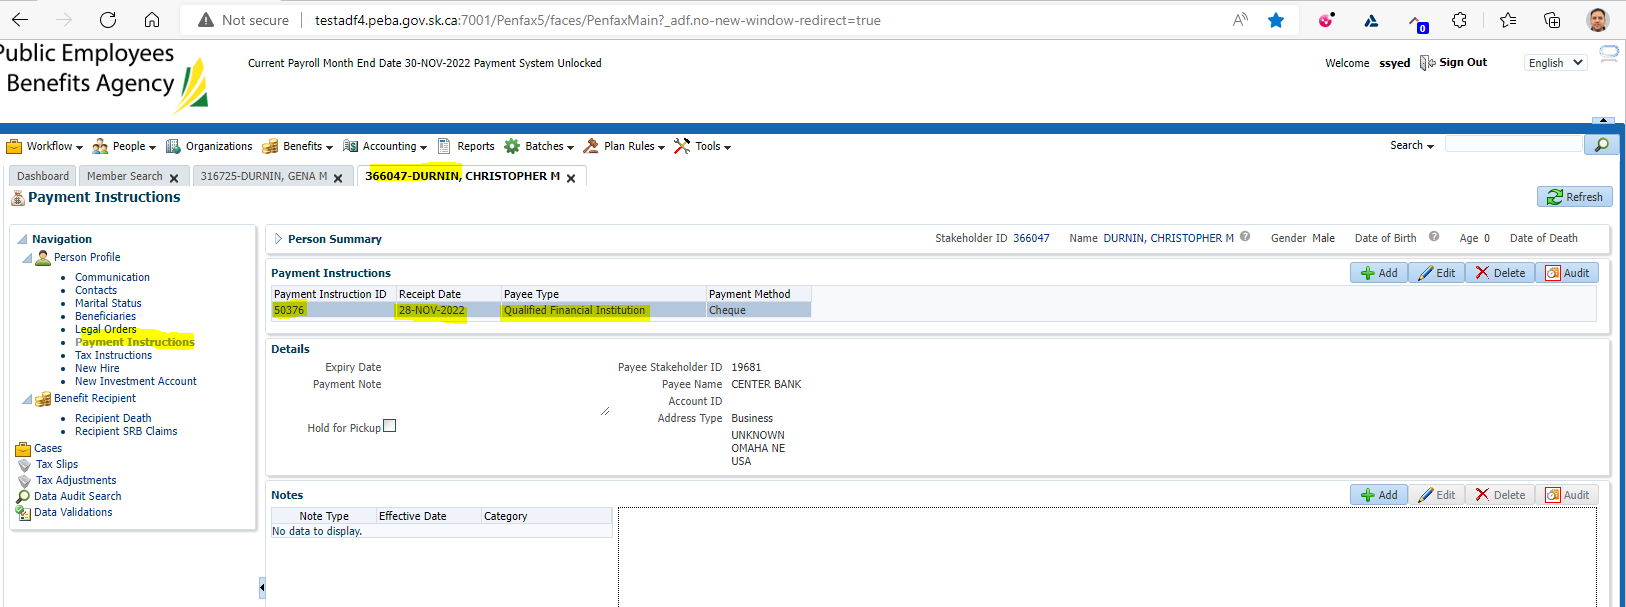 Not secure testadf4.peba.gov.sk.ca:7001/Penfax5/faces/PenfaxMain?_adf.no-new-window-redirect=true
0
Public Employees
Benefits Agency
Current Payroll Month End Date 30-NOV-2022 Payment System Unlocked
Welcome ssyed Sign Out English
Workflow People Organizations Benefits Accounting Reports Batches Plan Rules Tools Search
Dashboard Member Search 316725-DURNIN, GENA M 366047-DURNIN, CHRISTOPHER M
Payment Instructions Refresh
Navigation
Person Profile
Communication
Contacts
Marital Status
Beneficiaries
Legal Orders
Payment Instructions
Tax Instructions
New Hire
New Investment Account
Benefit Recipient
Recipient Death
Recipient SRB Claims
Cases
Tax Slips
Tax Adjustments
Data Audit Search
Data Validations
Person Summary Stakeholder ID 366047 Name DURNIN, CHRISTOPHER M Gender Male Date of Birth Age 0 Date of Death
Payment Instructions Add Edit Delete Audit
Payment Instruction ID Receipt Date Payee Type Payment Method
50376 28-NOV-2022 Qualified Financial Institution Cheque
Details
Expiry Date Payee Stakeholder ID 19681
Payment Note Payee Name CENTER BANK
Account ID
Address Type Business
Hold for Pickup UNKNOWN
OMAHA NE
USA
Notes Add Edit Delete Audit
Note Type Effective Date Category
No data to display.